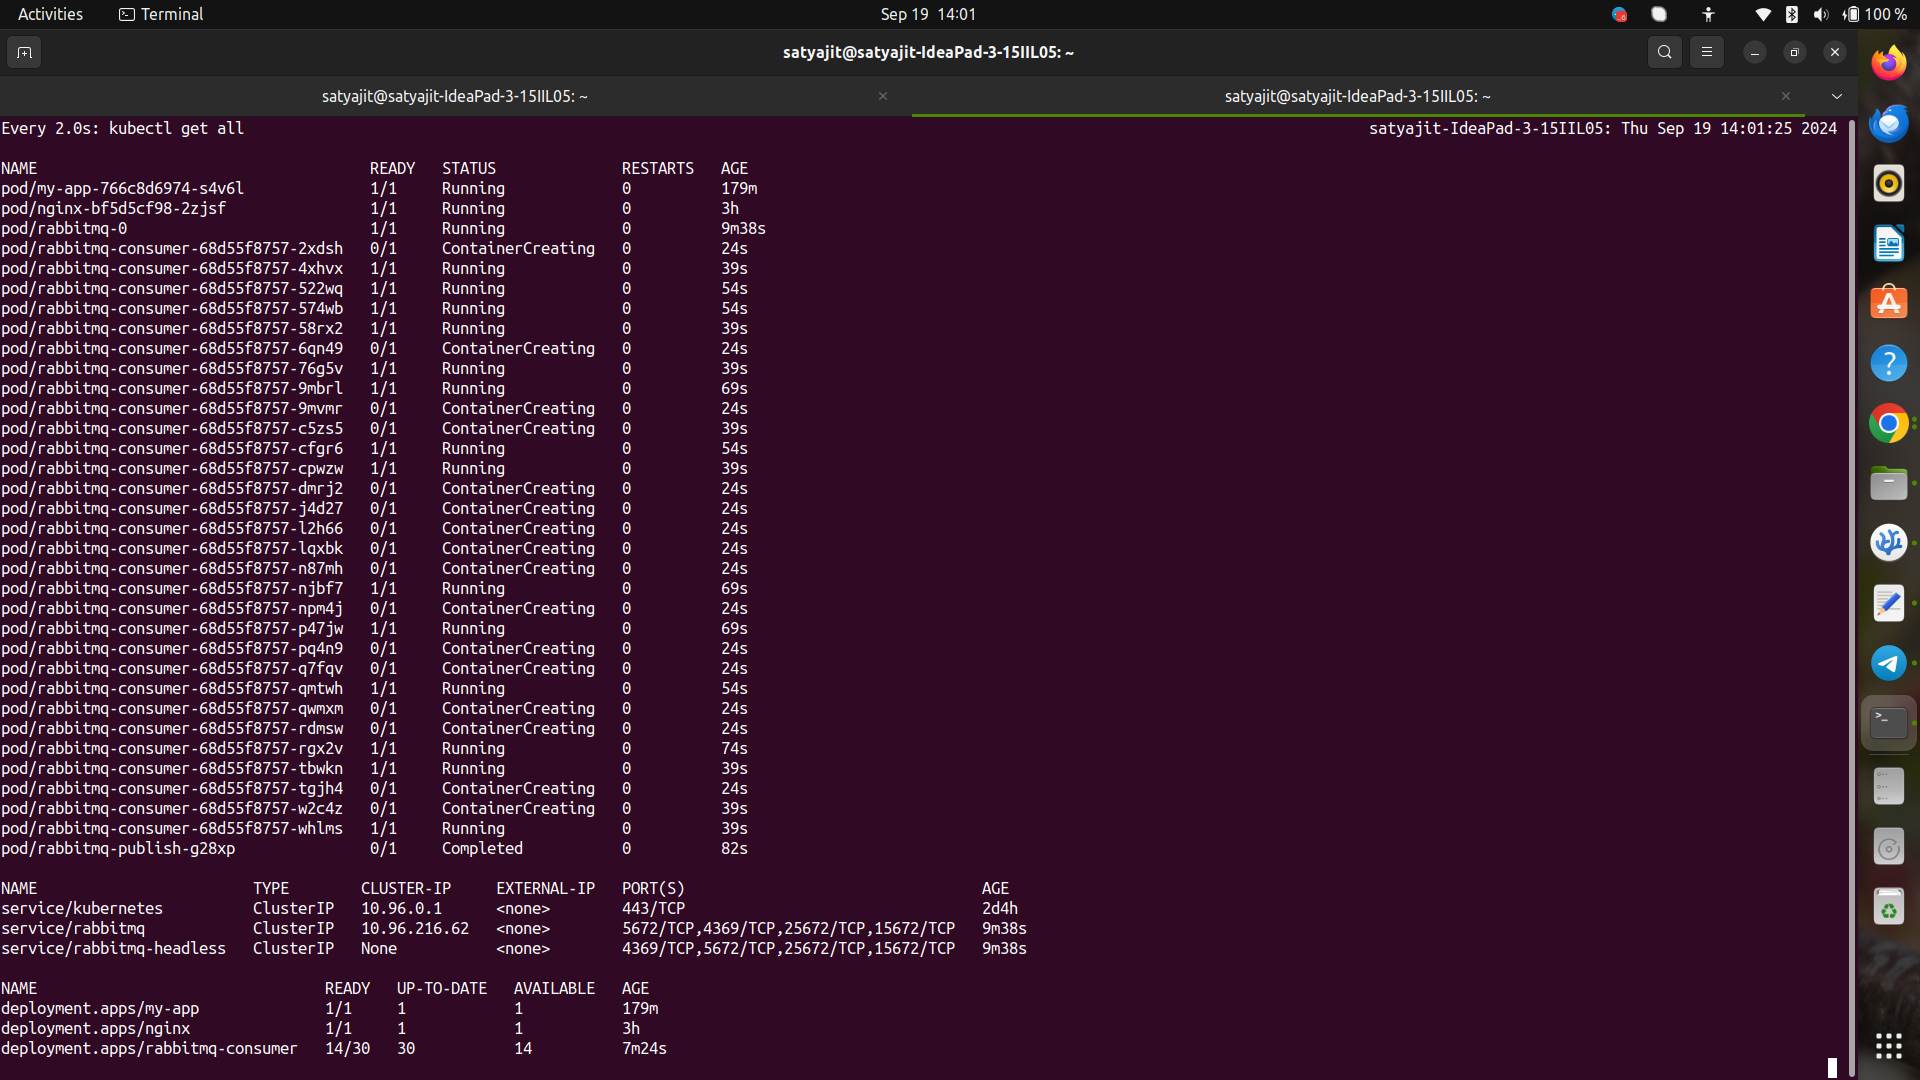 Activities Terminal Sep 19 14:01 100 %
satyajit@satyajit-IdeaPad-3-15IIL05: ~
satyajit@satyajit-IdeaPad-3-15IIL05: ~ satyajit@satyajit-IdeaPad-3-15IIL05: ~
Every 2.0s: kubectl get all satyajit-IdeaPad-3-15IIL05: Thu Sep 19 14:01:25 2024
NAME READY STATUS RESTARTS AGE
pod/my-app-766c8d6974-s4v6l 1/1 Running 0 179m
pod/nginx-bf5d5cf98-2zjsf 1/1 Running 0 3h
pod/rabbitmq-0 1/1 Running 0 9m38s
pod/rabbitmq-consumer-68d55f8757-2xdsh 0/1 ContainerCreating 0 24s
pod/rabbitmq-consumer-68d55f8757-4xhvx 1/1 Running 0 39s
pod/rabbitmq-consumer-68d55f8757-522wq 1/1 Running 0 54s
pod/rabbitmq-consumer-68d55f8757-574wb 1/1 Running 0 54s
pod/rabbitmq-consumer-68d55f8757-58rx2 1/1 Running 0 39s
pod/rabbitmq-consumer-68d55f8757-6qn49 0/1 ContainerCreating 0 24s
pod/rabbitmq-consumer-68d55f8757-76g5v 1/1 Running 0 39s
pod/rabbitmq-consumer-68d55f8757-9mbrl 1/1 Running 0 69s
pod/rabbitmq-consumer-68d55f8757-9mvmr 0/1 ContainerCreating 0 24s
pod/rabbitmq-consumer-68d55f8757-c5zs5 0/1 ContainerCreating 0 39s
pod/rabbitmq-consumer-68d55f8757-cfgr6 1/1 Running 0 54s
pod/rabbitmq-consumer-68d55f8757-cpwzw 1/1 Running 0 39s
pod/rabbitmq-consumer-68d55f8757-dmrj2 0/1 ContainerCreating 0 24s
pod/rabbitmq-consumer-68d55f8757-j4d27 0/1 ContainerCreating 0 24s
pod/rabbitmq-consumer-68d55f8757-l2h66 0/1 ContainerCreating 0 24s
pod/rabbitmq-consumer-68d55f8757-lqxbk 0/1 ContainerCreating 0 24s
pod/rabbitmq-consumer-68d55f8757-n87mh 0/1 ContainerCreating 0 24s
pod/rabbitmq-consumer-68d55f8757-njbf7 1/1 Running 0 69s
pod/rabbitmq-consumer-68d55f8757-npm4j 0/1 ContainerCreating 0 24s
pod/rabbitmq-consumer-68d55f8757-p47jw 1/1 Running 0 69s
pod/rabbitmq-consumer-68d55f8757-pq4n9 0/1 ContainerCreating 0 24s
pod/rabbitmq-consumer-68d55f8757-q7fqv 0/1 ContainerCreating 0 24s
pod/rabbitmq-consumer-68d55f8757-qmtwh 1/1 Running 0 54s
pod/rabbitmq-consumer-68d55f8757-qwmxm 0/1 ContainerCreating 0 24s
pod/rabbitmq-consumer-68d55f8757-rdmsw 0/1 ContainerCreating 0 24s
pod/rabbitmq-consumer-68d55f8757-rgx2v 1/1 Running 0 74s
pod/rabbitmq-consumer-68d55f8757-tbwkn 1/1 Running 0 39s
pod/rabbitmq-consumer-68d55f8757-tgjh4 0/1 ContainerCreating 0 24s
pod/rabbitmq-consumer-68d55f8757-w2c4z 0/1 ContainerCreating 0 39s
pod/rabbitmq-consumer-68d55f8757-whlms 1/1 Running 0 39s
pod/rabbitmq-publish-g28xp 0/1 Completed 0 82s
NAME TYPE CLUSTER-IP EXTERNAL-IP PORT(S) AGE
service/kubernetes ClusterIP 10.96.0.1 <none> 443/TCP 2d4h
service/rabbitmq ClusterIP 10.96.216.62 <none> 5672/TCP,4369/TCP,25672/TCP,15672/TCP 9m38s
service/rabbitmq-headless ClusterIP None <none> 4369/TCP,5672/TCP,25672/TCP,15672/TCP 9m38s
NAME READY UP-TO-DATE AVAILABLE AGE
deployment.apps/my-app 1/1 1 1 179m
deployment.apps/nginx 1/1 1 1 3h
deployment.apps/rabbitmq-consumer 14/30 30 14 7m24s